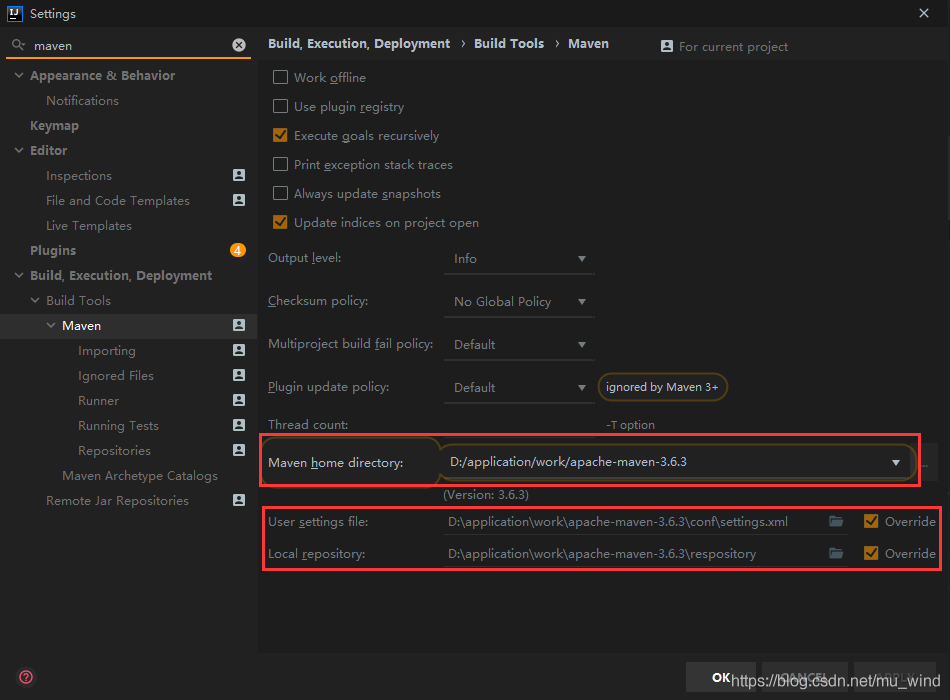 Settings
maven
Build, Execution, Deployment › Build Tools › Maven
For current project
Appearance & Behavior
Notifications
Keymap
Editor
Inspections
File and Code Templates
Live Templates
Plugins
4
Build, Execution, Deployment
Build Tools
Maven
Importing
Ignored Files
Runner
Running Tests
Repositories
Maven Archetype Catalogs
Remote Jar Repositories
Work offline
Use plugin registry
Execute goals recursively
Print exception stack traces
Always update snapshots
Update indices on project open
Output level: Info
Checksum policy: No Global Policy
Multiproject build fail policy: Default
Plugin update policy: Default ignored by Maven 3+
Thread count: -T option
Maven home directory: D:/application/work/apache-maven-3.6.3
(Version: 3.6.3)
User settings file: D:\application\work\apache-maven-3.6.3\conf\settings.xml Override
Local repository: D:\application\work\apache-maven-3.6.3\respository Override
OK CANCEL
https://blog.csdn.net/mu_wind